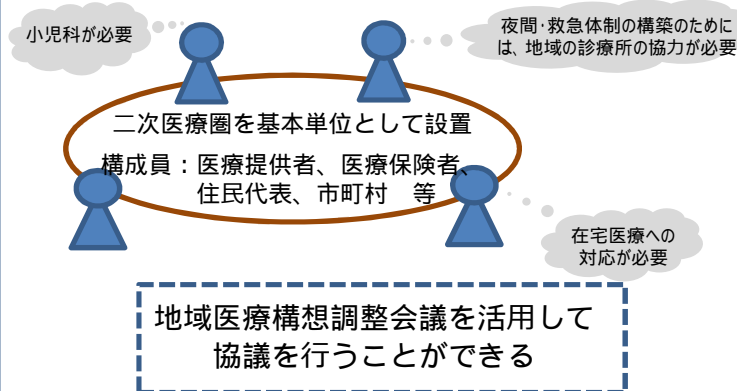 小児科が必要
夜間・救急体制の構築のために
は、地域の診療所の協力が必要
二次医療圏を基本単位として設置
構成員：医療提供者、医療保険者、
住民代表、市町村　等
在宅医療への
対応が必要
地域医療構想調整会議を活用して
協議を行うことができる